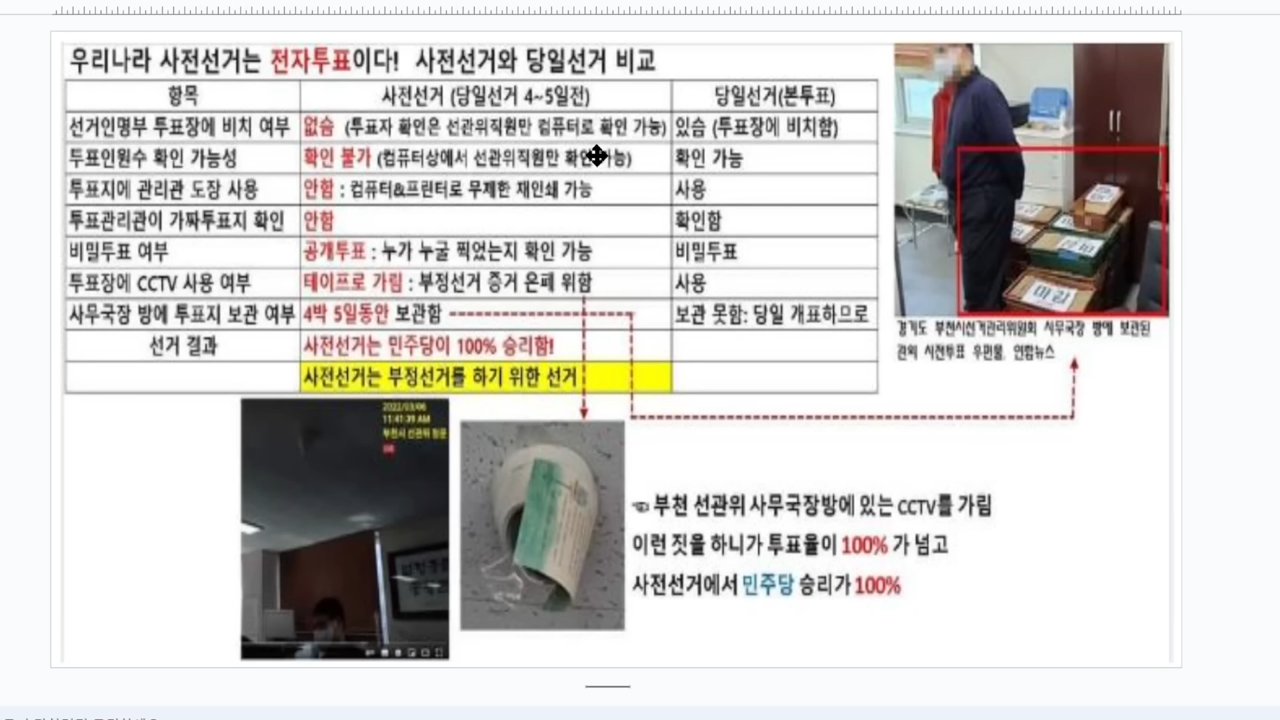 우리나라 사전선거는 전자투표이다! 사전선거와 당일선거 비교
항목 사전선거 (당일선거 4~5일전) 당일선거(본투표)
선거인명부 투표장에 비치 여부 없슴 (투표자 확인은 선관위직원만 컴퓨터로 확인 가능) 있슴 (투표장에 비치함)
투표인원수 확인 가능성 확인 불가 (컴퓨터상에서 선관위직원만 확인가능) 확인 가능
투표지에 관리관 도장 사용 안함 : 컴퓨터&프린터로 무제한 재인쇄 가능 사용
투표관리관이 가짜투표지 확인 안함 확인함
비밀투표 여부 공개투표 : 누가 누굴 찍었는지 확인 가능 비밀투표
투표장에 CCTV 사용 여부 테이프로 가림 : 부정선거 증거 은폐 위함 사용
사무국장 방에 투표지 보관 여부 4박 5일동안 보관함 보관 못함: 당일 개표하므로
선거 결과 사전선거는 민주당이 100% 승리함!
사전선거는 부정선거를 하기 위한 선거
마감
경기도 부천시선거관리위원회 사무국장 방에 보관된
관외 사전투표 우편물. 연합뉴스
2022/03/06
11:41:39 AM
부천시 선관위 항문
☜ 부천 선관위 사무국장방에 있는 CCTV를 가림
이런 짓을 하니가 투표율이 100% 가 넘고
사전선거에서 민주당 승리가 100%